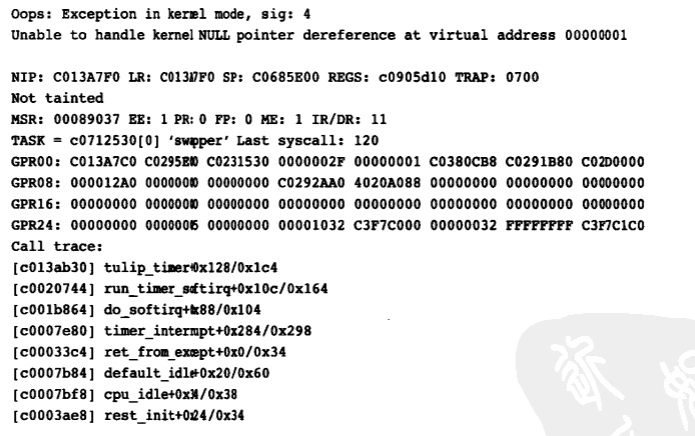 Oops: Exception in kernel mode, sig: 4
Unable to handle kernel NULL pointer dereference at virtual address 00000001
NIP: C013A7F0 LR: C013A7F0 SP: C0685E00 REGS: c0905d10 TRAP: 0700
Not tainted
MSR: 00089037 EE: 1 PR: 0 FP: 0 ME: 1 IR/DR: 11
TASK = c0712530[0] ‘swapper’ Last syscall: 120
GPR00: C013A7C0 C0295E00 C0231530 0000002F 00000001 C0380CB8 C0291B80 C02D0000
GPR08: 000012A0 00000000 00000000 C0292AA0 4020A088 00000000 00000000 00000000
GPR16: 00000000 00000000 00000000 00000000 00000000 00000000 00000000 00000000
GPR24: 00000000 00000005 00000000 00001032 C3F7C000 00000032 FFFFFFFF C3F7C1C0
Call trace:
[c013ab30] tulip_timer+0x128/0x1c4
[c0020744] run_timer_softirq+0x10c/0x164
[c001b864] do_softirq+0x88/0x104
[c0007e80] timer_interrupt+0x284/0x298
[c00033c4] ret_from_except+0x0/0x34
[c0007b84] default_idle+0x20/0x60
[c0007bf8] cpu_idle+0x34/0x38
[c0003ae8] rest_init+0x24/0x34